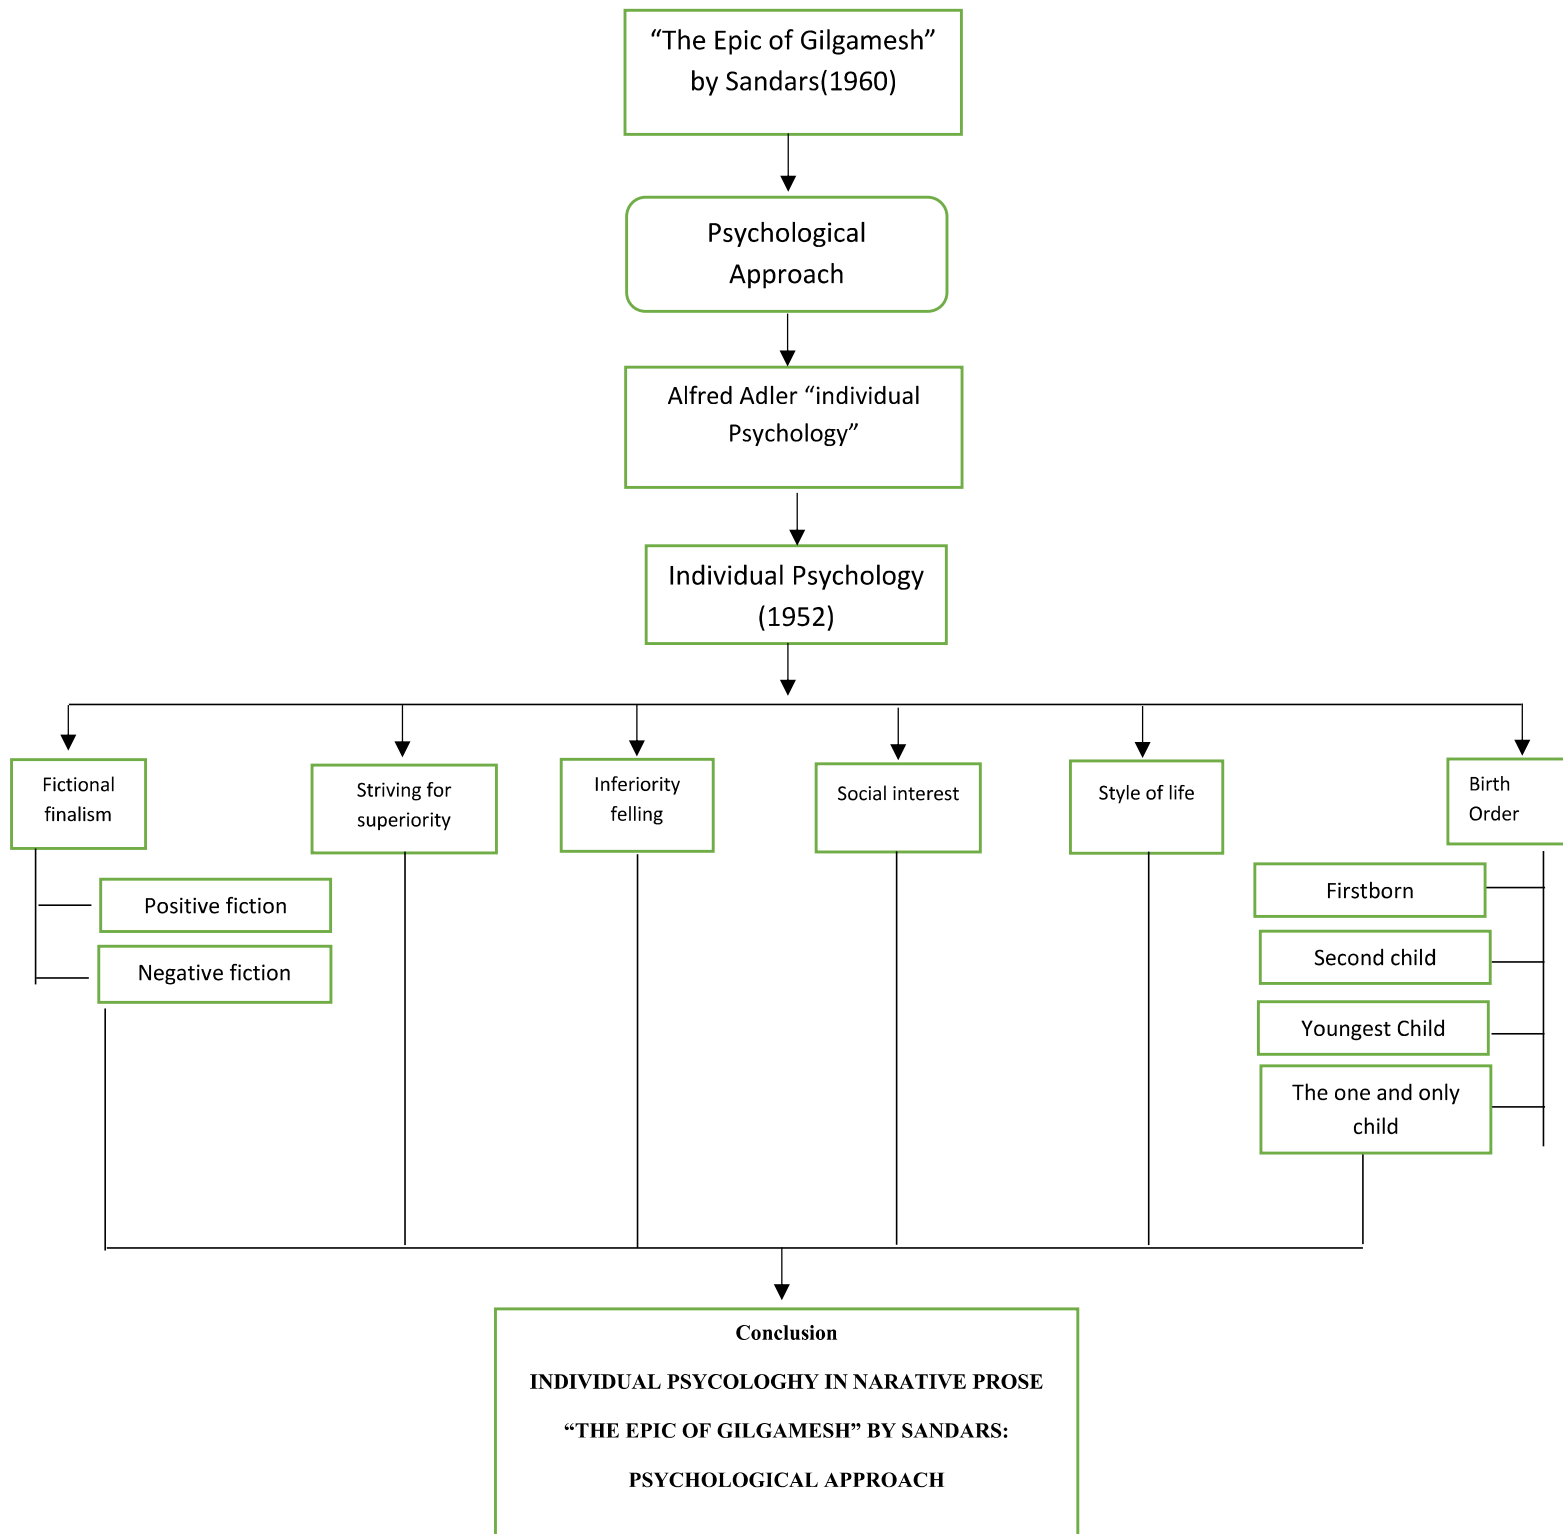 “The Epic of Gilgamesh”
by Sandars(1960)
Psychological
Approach
Alfred Adler “individual
Psychology”
Individual Psychology
(1952)
Fictional
finalism
Striving for
superiority
Inferiority
felling
Social interest
Style of life
Birth
Order
Positive fiction
Negative fiction
Firstborn
Second child
Youngest Child
The one and only
child
Conclusion
INDIVIDUAL PSYCOLOGHY IN NARATIVE PROSE
“THE EPIC OF GILGAMESH” BY SANDARS:
PSYCHOLOGICAL APPROACH